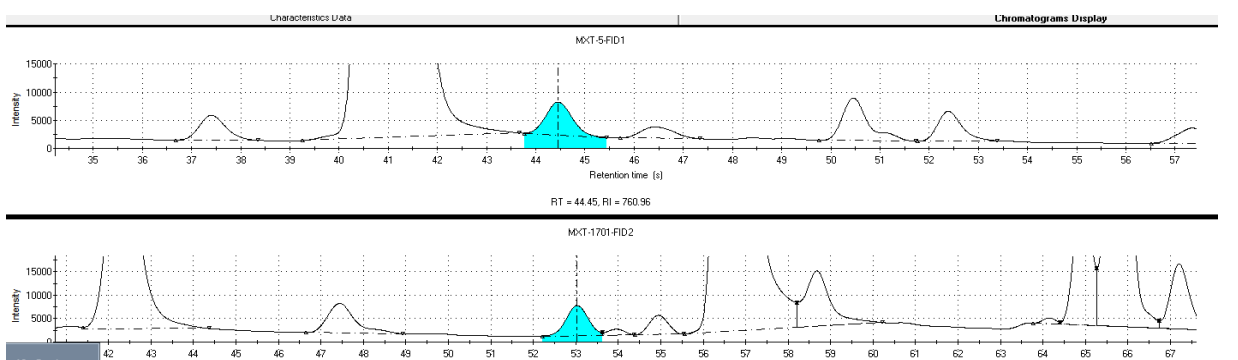 Characteristics Data Chromatograms Display
MXT-5-FID1
15000
10000
5000
0
Intensity
35 36 37 38 39 40 41 42 43 44 45 46 47 48 49 50 51 52 53 54 55 56 57
Retention time (s)
RT = 44.45, RI = 760.96
MXT-1701-FID2
15000
10000
5000
0
Intensity
42 43 44 45 46 47 48 49 50 51 52 53 54 55 56 57 58 59 60 61 62 63 64 65 66 67